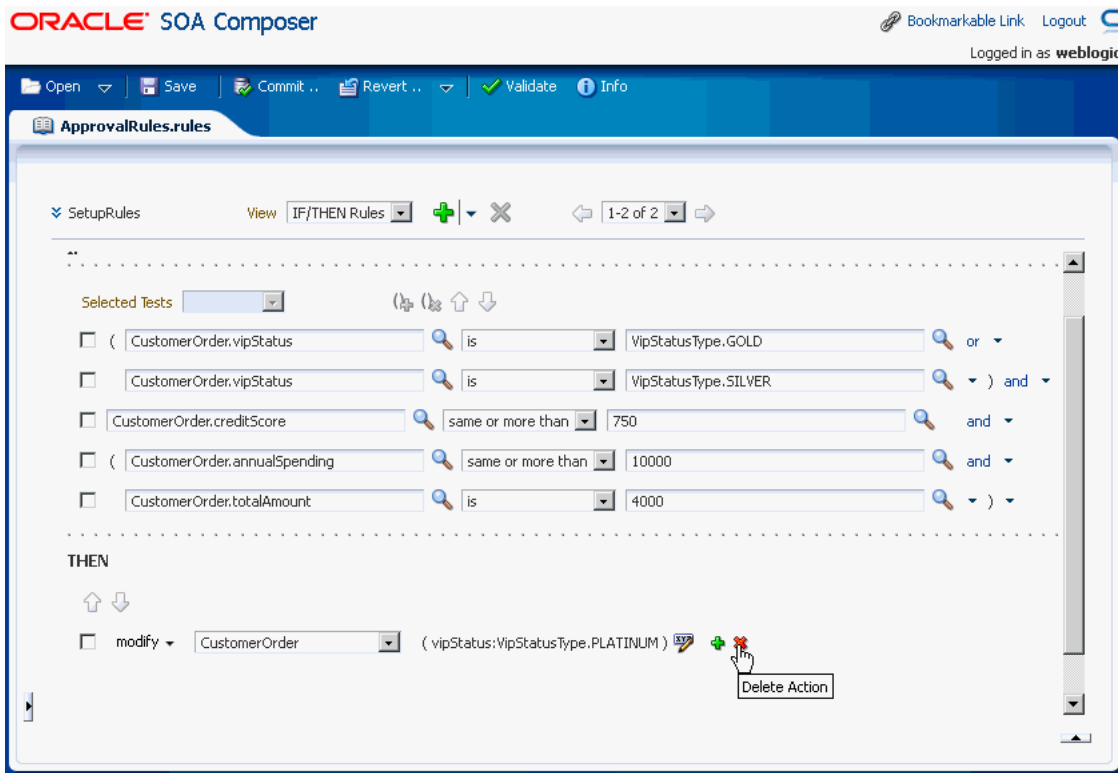 ORACLE SOA Composer
Bookmarkable Link Logout
Logged in as weblogic
Open Save Commit .. Revert .. Validate Info
ApprovalRules.rules
SetupRules View IF/THEN Rules 1-2 of 2
Selected Tests
( CustomerOrder.vipStatus is VipStatusType.GOLD or
CustomerOrder.vipStatus is VipStatusType.SILVER ) and
CustomerOrder.creditScore same or more than 750 and
( CustomerOrder.annualSpending same or more than 10000 and
CustomerOrder.totalAmount is 4000 )
THEN
modify CustomerOrder ( vipStatus:VipStatusType.PLATINUM )
Delete Action